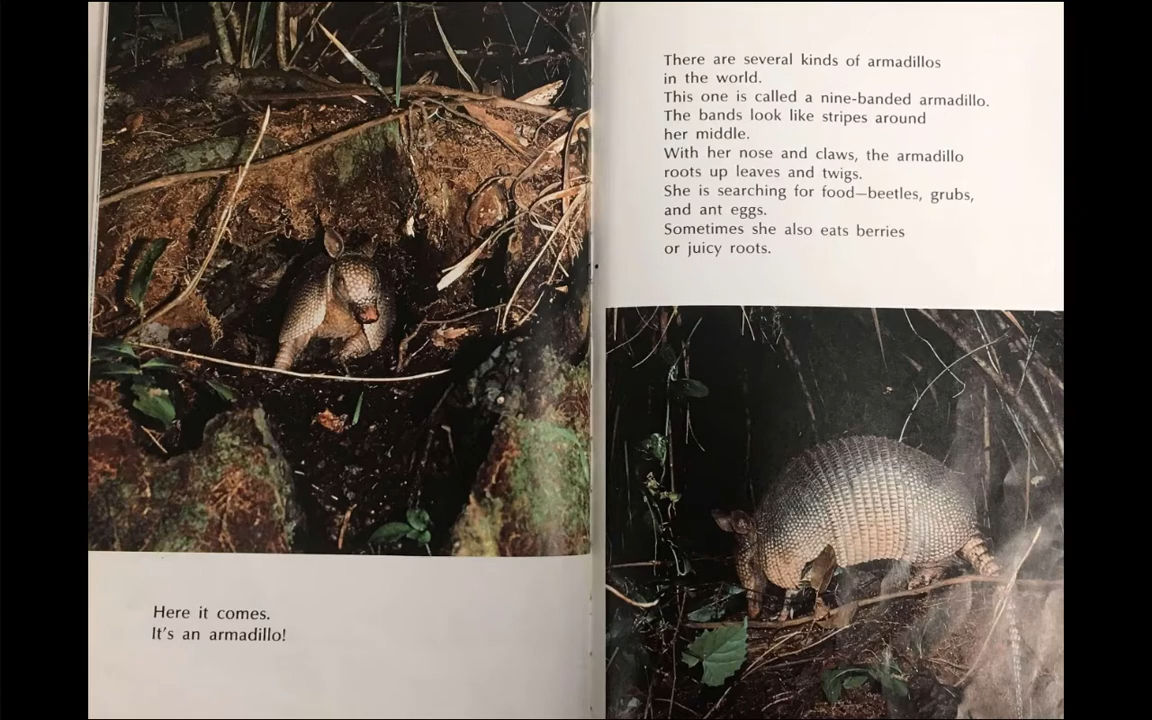 Here it comes.
It's an armadillo!
There are several kinds of armadillos
in the world.
This one is called a nine-banded armadillo.
The bands look like stripes around
her middle.
With her nose and claws, the armadillo
roots up leaves and twigs.
She is searching for food—beetles, grubs,
and ant eggs.
Sometimes she also eats berries
or juicy roots.